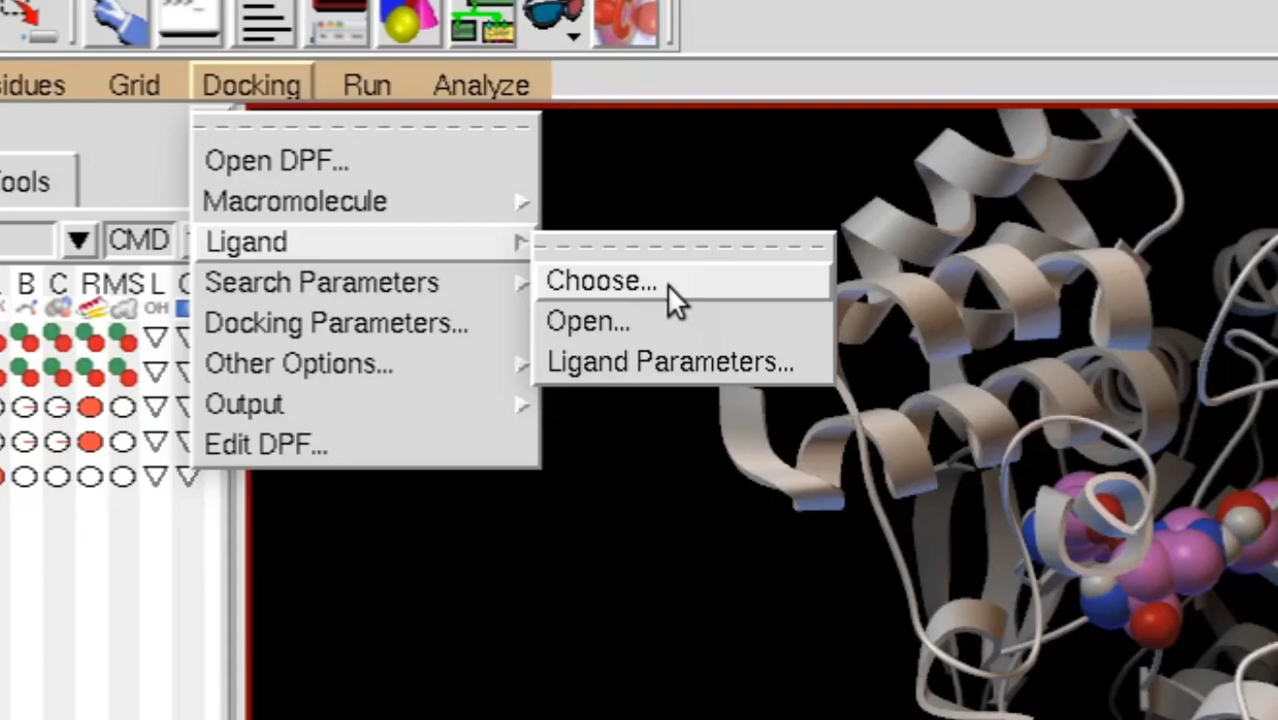 idues Grid Docking Run Analyze
Open DPF...
Macromolecule
Ligand
Search Parameters
Docking Parameters...
Other Options...
Output
Edit DPF...
Choose...
Open...
Ligand Parameters...
ools
CMD
B C RMS L
OH